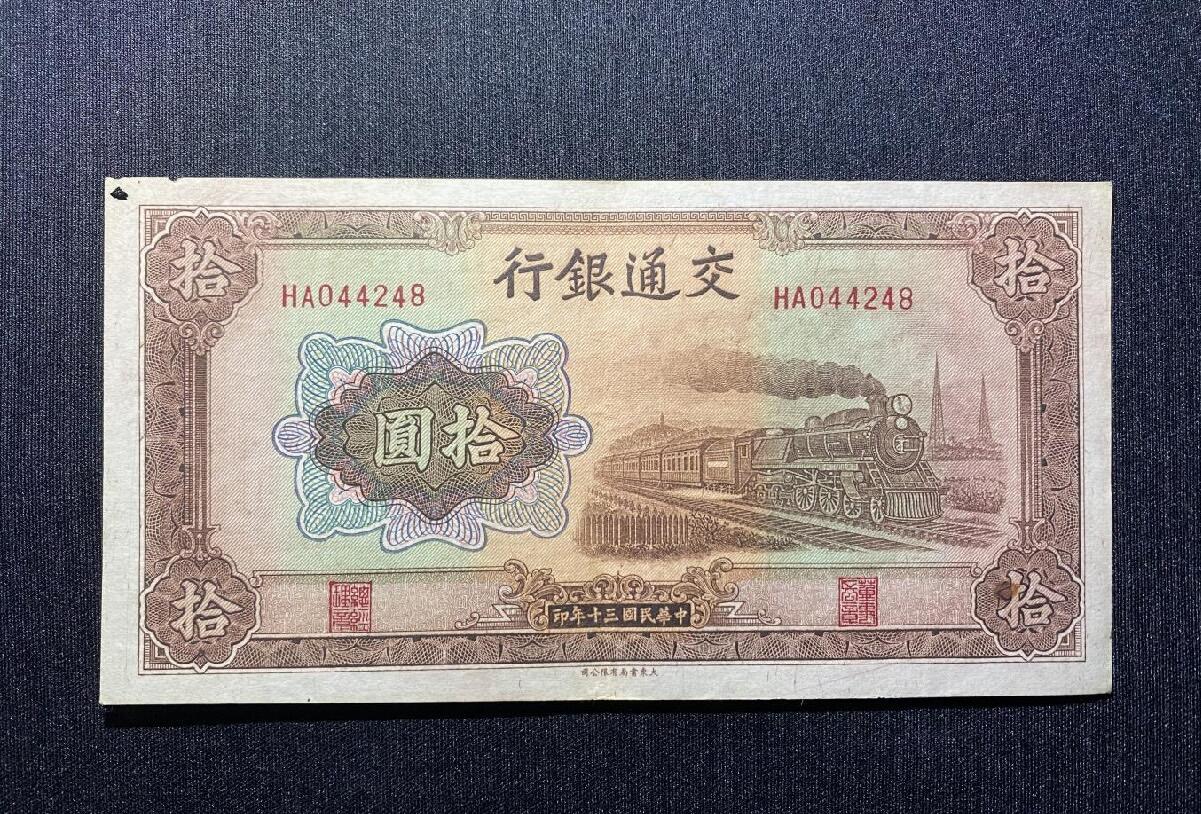 拾
拾
交通銀行
HA044248
HA044248
拾圓
拾
拾
中華民國三十年印
大東書局有限公司